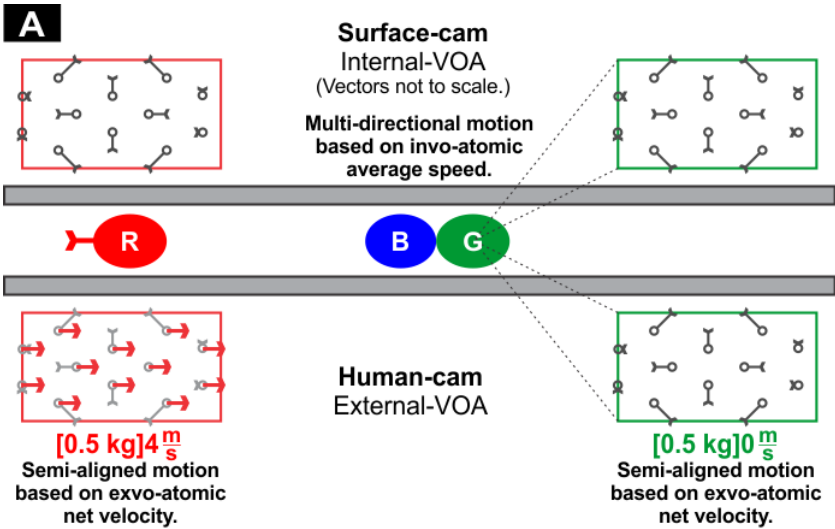 A
Surface-cam
Internal-VOA
(Vectors not to scale.)
Multi-directional motion
based on invo-atomic
average speed.
R
B
G
Human-cam
External-VOA
[0.5 kg]4 m/s
Semi-aligned motion
based on exvo-atomic
net velocity.
[0.5 kg]0 m/s
Semi-aligned motion
based on exvo-atomic
net velocity.